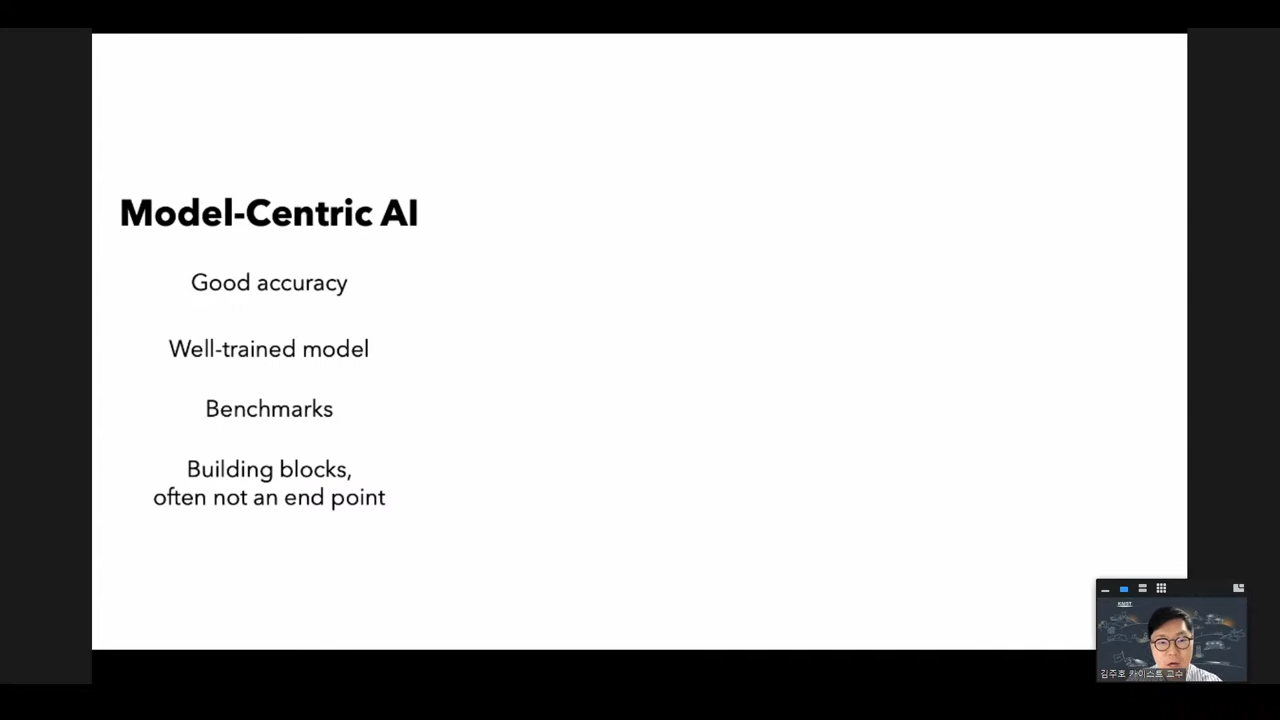 Model-Centric AI
Good accuracy
Well-trained model
Benchmarks
Building blocks,
often not an end point
KAIST
김주호 카이스트 교수